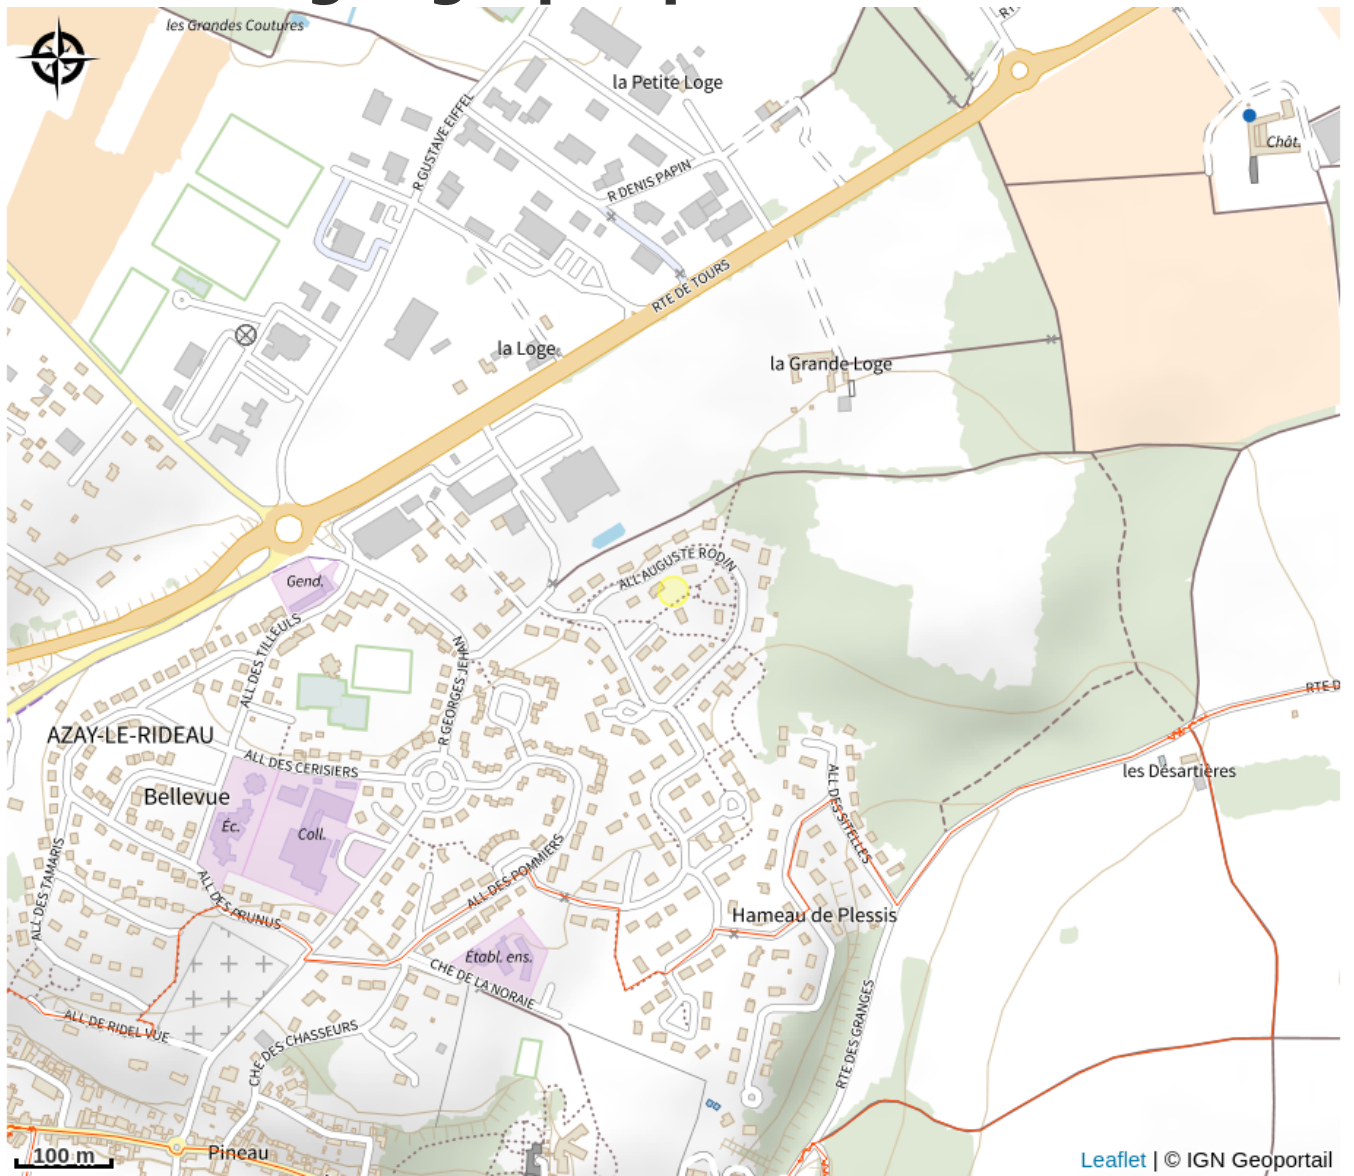 les Grandes Coutures
la Petite Loge
R GUSTAVE EIFFEL
R DENIS PAPIN
Chât.
RTE DE TOURS
la Loge
la Grande Loge
ALL AUGUSTE RODIN
Gend.
ALL DES TILLEULS
R GEORGES JEHAN
RTE D
AZAY-LE-RIDEAU
ALL DES CERISIERS
les Désartières
Bellevue
ALL DES SITELLES
Éc.
Coll.
ALL DES TAMARIS
ALL DES POMMIERS
ALL DES PRUNUS
Hameau de Plessis
Établ. ens.
CHE DE LA NORAIE
ALL DE RIDEL VUE
CHE DES CHASSEURS
RTE DES GRANGES
Pineau
100 m
Leaflet | © IGN Geoportail